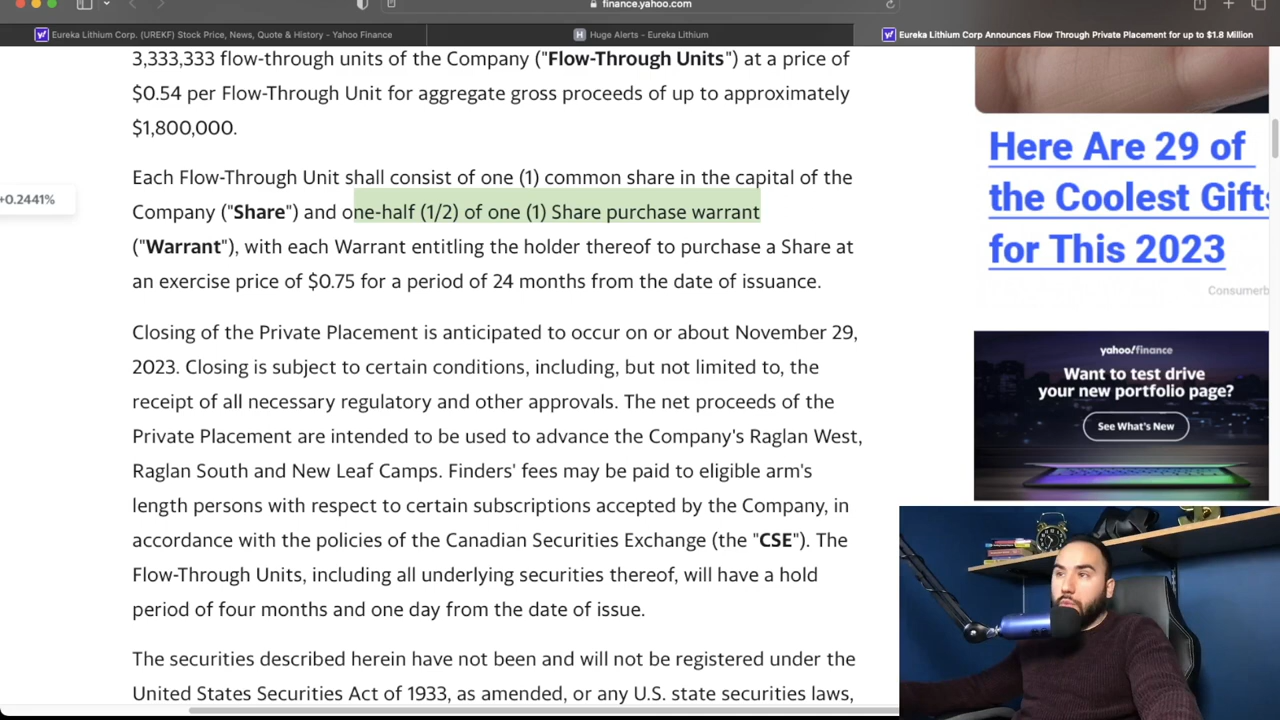 finance.yahoo.com
Eureka Lithium Corp. (UREKF) Stock Price, News, Quote & History - Yahoo Finance
H Huge Alerts - Eureka Lithium
Eureka Lithium Corp Announces Flow Through Private Placement for up to $1.8 Million
3,333,333 flow-through units of the Company ("Flow-Through Units") at a price of
$0.54 per Flow-Through Unit for aggregate gross proceeds of up to approximately
$1,800,000.
Each Flow-Through Unit shall consist of one (1) common share in the capital of the
Company ("Share") and one-half (1/2) of one (1) Share purchase warrant
("Warrant"), with each Warrant entitling the holder thereof to purchase a Share at
an exercise price of $0.75 for a period of 24 months from the date of issuance.
Closing of the Private Placement is anticipated to occur on or about November 29,
2023. Closing is subject to certain conditions, including, but not limited to, the
receipt of all necessary regulatory and other approvals. The net proceeds of the
Private Placement are intended to be used to advance the Company's Raglan West,
Raglan South and New Leaf Camps. Finders' fees may be paid to eligible arm's
length persons with respect to certain subscriptions accepted by the Company, in
accordance with the policies of the Canadian Securities Exchange (the "CSE"). The
Flow-Through Units, including all underlying securities thereof, will have a hold
period of four months and one day from the date of issue.
The securities described herein have not been and will not be registered under the
United States Securities Act of 1933, as amended, or any U.S. state securities laws,
+0.2441%
Here Are 29 of
the Coolest Gifts
for This 2023
Consumerb
yahoo!finance
Want to test drive
your new portfolio page?
See What's New